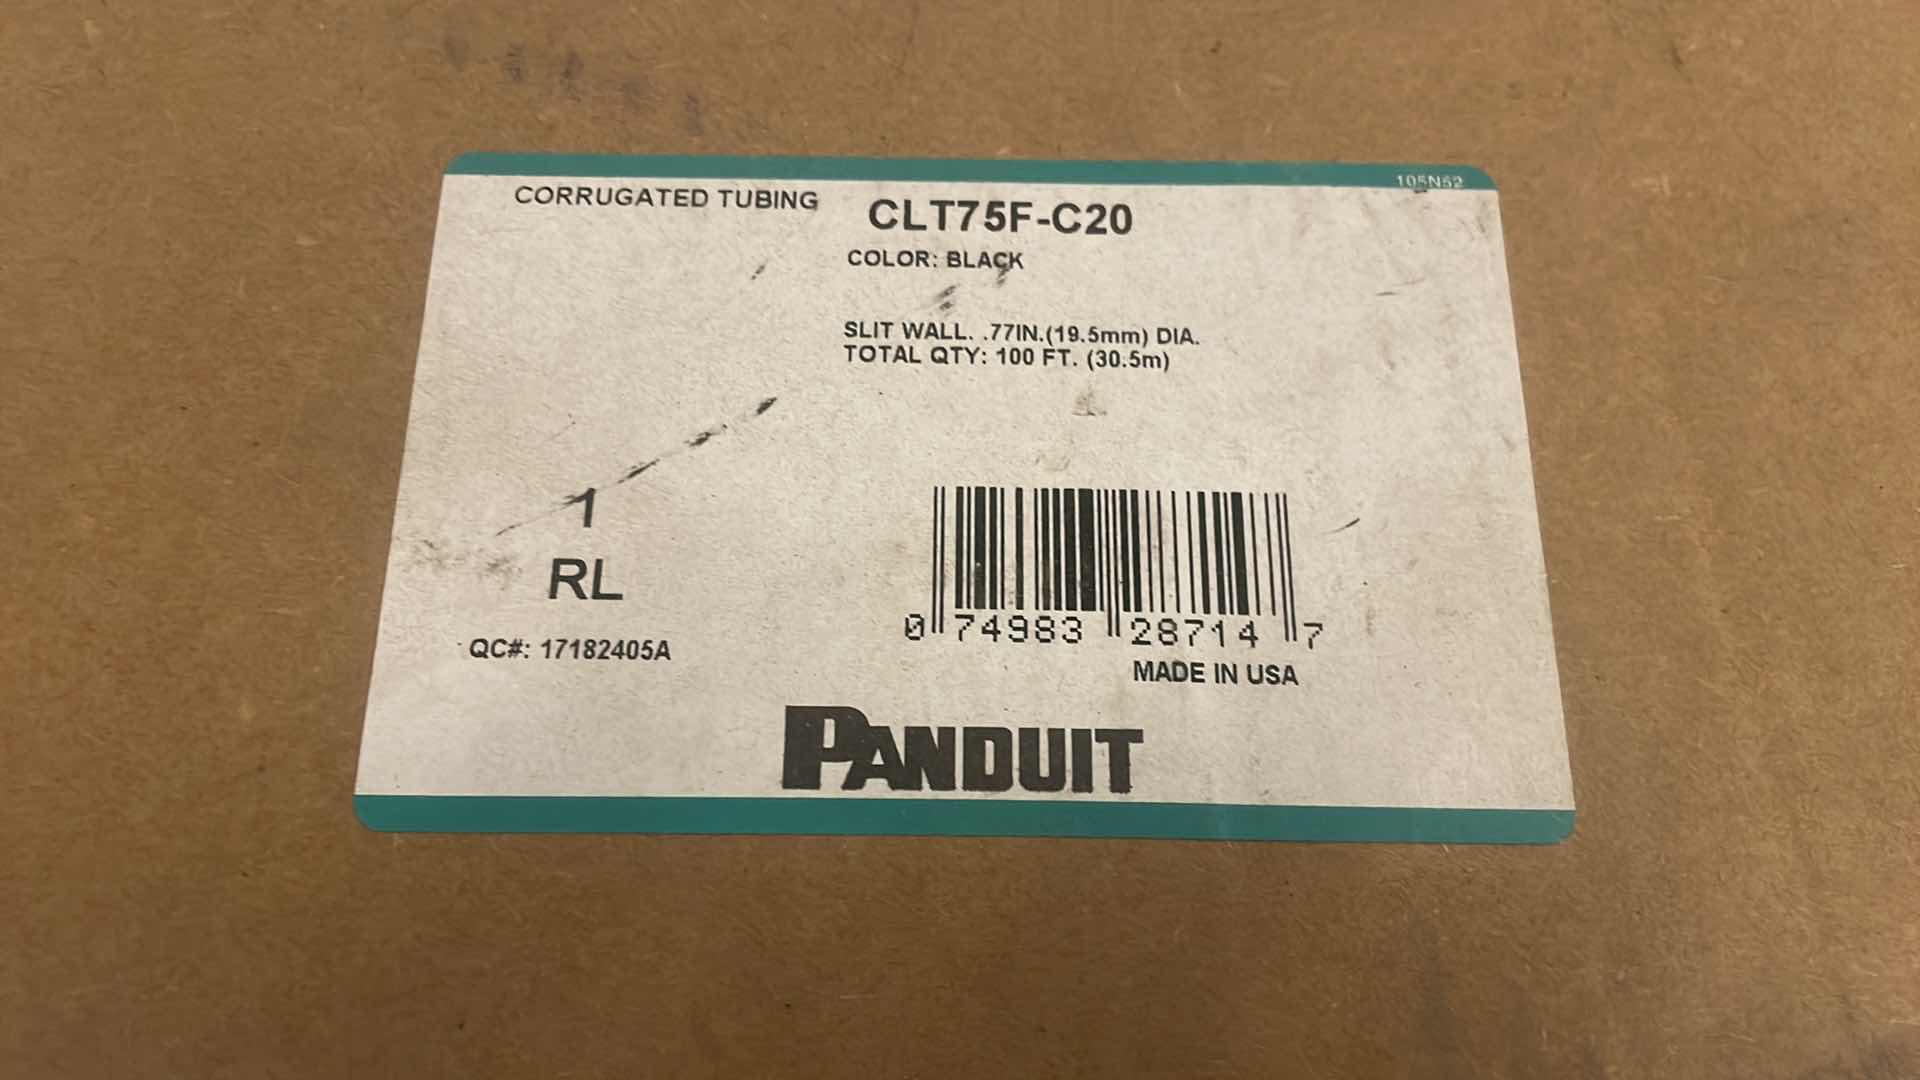 105N52
CORRUGATED TUBING
CLT75F-C20
COLOR: BLACK
SLIT WALL. .77IN.(19.5mm) DIA.
TOTAL QTY: 100 FT. (30.5m)
1
RL
QC#: 17182405A
0 74983 28714 7
MADE IN USA
PANDUIT